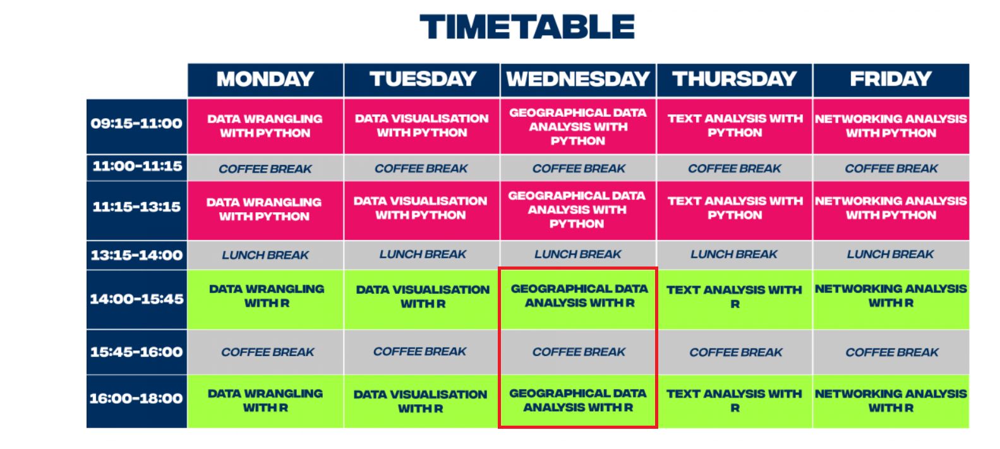 TIMETABLE
MONDAY TUESDAY WEDNESDAY THURSDAY FRIDAY
09:15-11:00
DATA WRANGLING
WITH PYTHON
DATA VISUALISATION
WITH PYTHON
GEOGRAPHICAL DATA
ANALYSIS WITH
PYTHON
TEXT ANALYSIS WITH
PYTHON
NETWORKING ANALYSIS
WITH PYTHON
11:00-11:15 COFFEE BREAK COFFEE BREAK COFFEE BREAK COFFEE BREAK COFFEE BREAK
11:15-13:15
DATA WRANGLING
WITH PYTHON
DATA VISUALISATION
WITH PYTHON
GEOGRAPHICAL DATA
ANALYSIS WITH
PYTHON
TEXT ANALYSIS WITH
PYTHON
NETWORKING ANALYSIS
WITH PYTHON
13:15-14:00 LUNCH BREAK LUNCH BREAK LUNCH BREAK LUNCH BREAK LUNCH BREAK
14:00-15:45
DATA WRANGLING
WITH R
DATA VISUALISATION
WITH R
GEOGRAPHICAL DATA
ANALYSIS WITH R
TEXT ANALYSIS WITH
R
NETWORKING ANALYSIS
WITH R
15:45-16:00 COFFEE BREAK COFFEE BREAK COFFEE BREAK COFFEE BREAK COFFEE BREAK
16:00-18:00
DATA WRANGLING
WITH R
DATA VISUALISATION
WITH R
GEOGRAPHICAL DATA
ANALYSIS WITH R
TEXT ANALYSIS WITH
R
NETWORKING ANALYSIS
WITH R